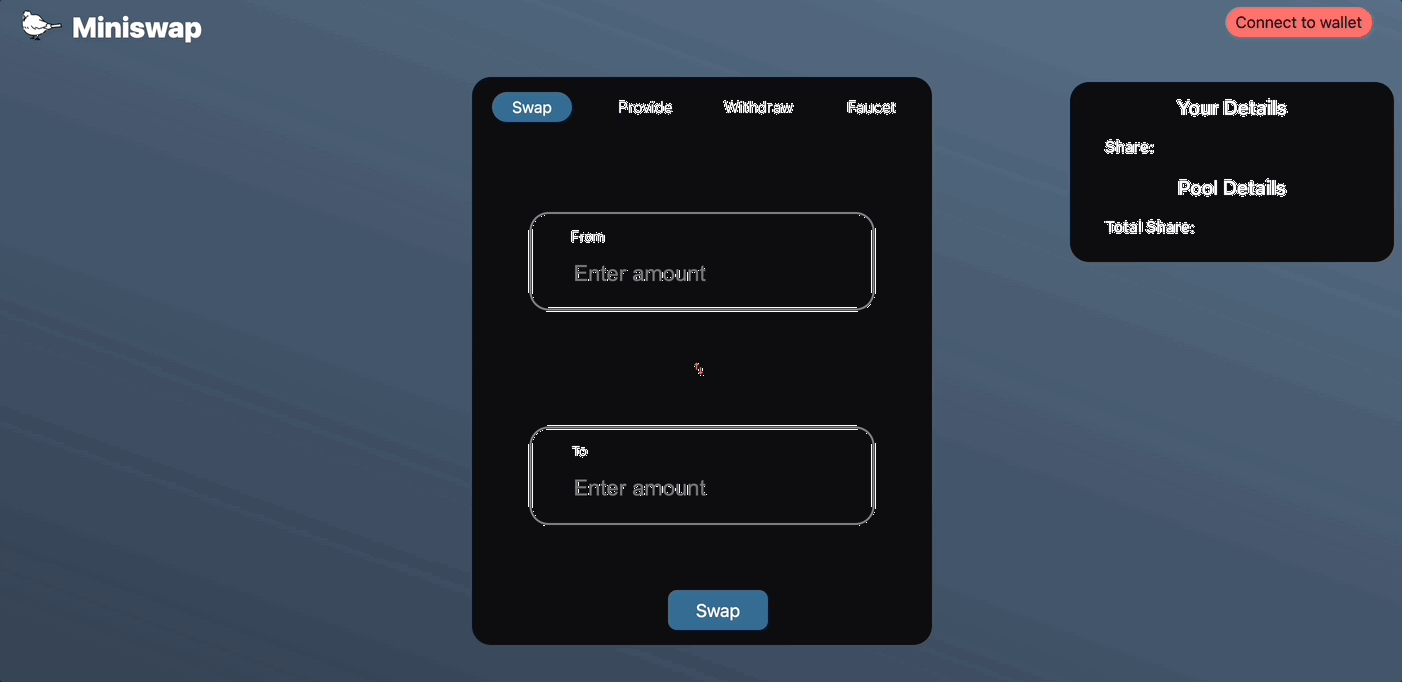 Miniswap
Connect to wallet
Swap Provide Withdraw Faucet
From
Enter amount
To
Enter amount
Swap
Your Details
Share:
Pool Details
Total Share: